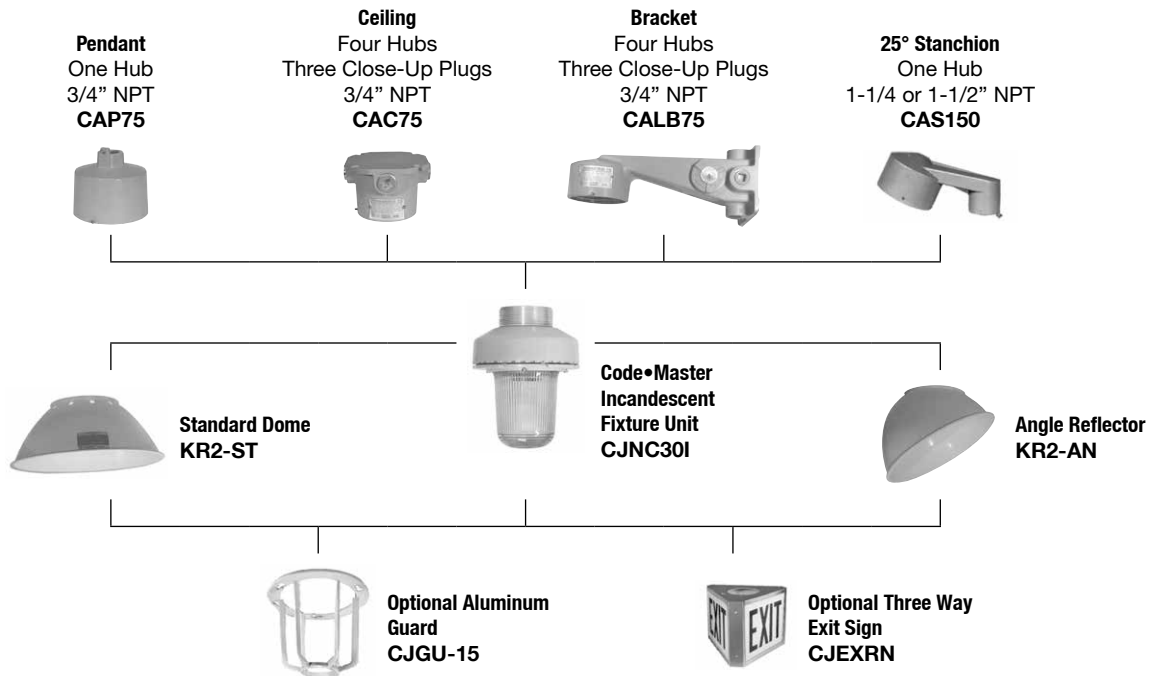 Pendant
One Hub
3/4” NPT
CAP75
Ceiling
Four Hubs
Three Close-Up Plugs
3/4” NPT
CAC75
Bracket
Four Hubs
Three Close-Up Plugs
3/4” NPT
CALB75
25° Stanchion
One Hub
1-1/4 or 1-1/2” NPT
CAS150
Standard Dome
KR2-ST
Code•Master
Incandescent
Fixture Unit
CJNC30I
Angle Reflector
KR2-AN
Optional Aluminum
Guard
CJGU-15
EXIT
EXIT
Optional Three Way
Exit Sign
CJEXRN